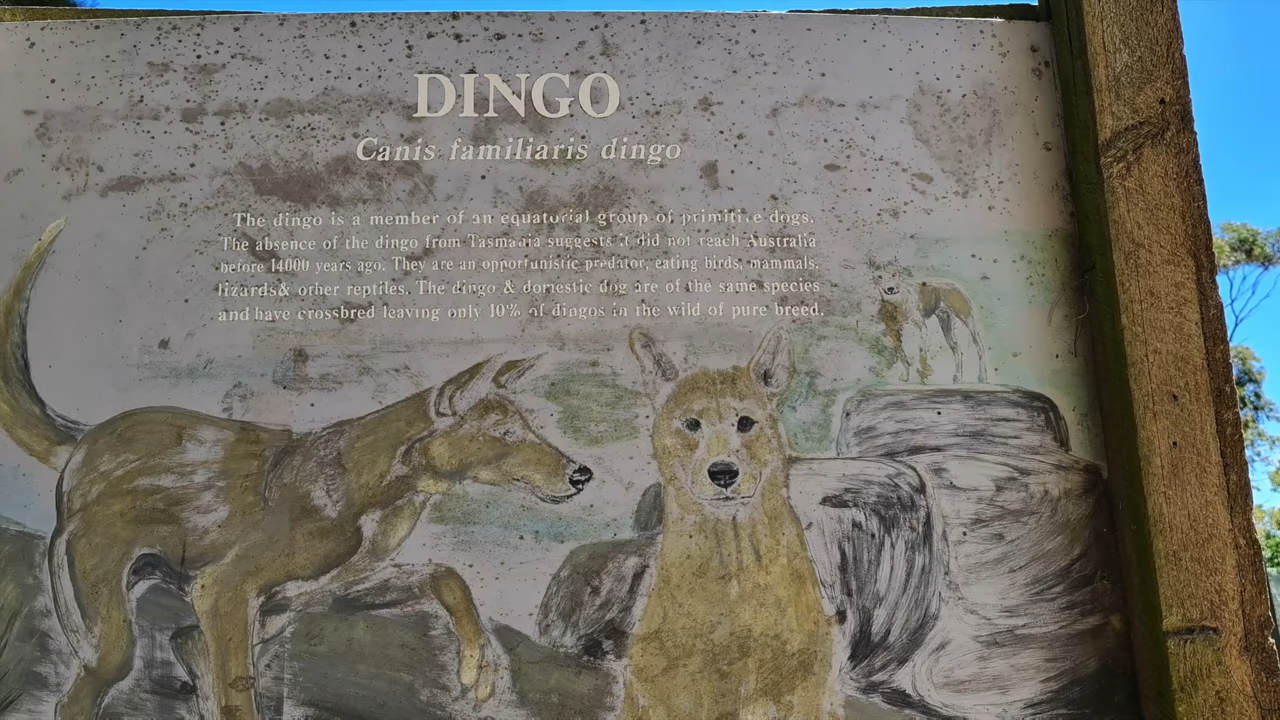 DINGO
Canis familiaris dingo
The dingo is a member of an equatorial group of primitive dogs.
The absence of the dingo from Tasmania suggests it did not reach Australia
before 14000 years ago. They are an opportunistic predator, eating birds, mammals,
lizards& other reptiles. The dingo & domestic dog are of the same species
and have crossbred leaving only 10% of dingos in the wild of pure breed.